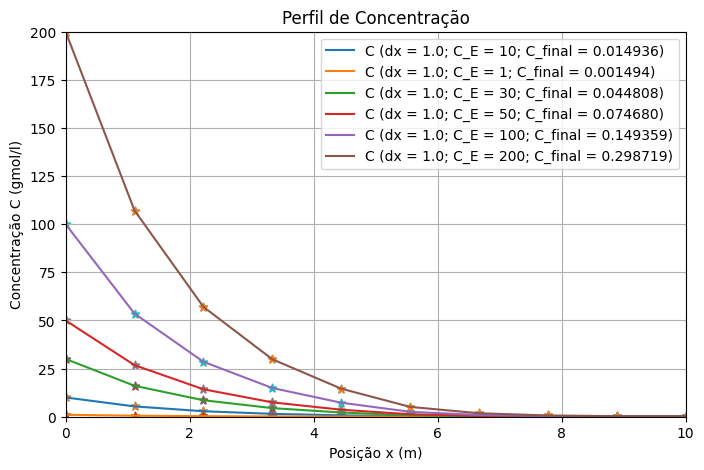 Perfil de Concentração
C (dx = 1.0; C_E = 10; C_final = 0.014936)
C (dx = 1.0; C_E = 1; C_final = 0.001494)
C (dx = 1.0; C_E = 30; C_final = 0.044808)
C (dx = 1.0; C_E = 50; C_final = 0.074680)
C (dx = 1.0; C_E = 100; C_final = 0.149359)
C (dx = 1.0; C_E = 200; C_final = 0.298719)
Concentração C (gmol/l)
200
175
150
125
100
75
50
25
0
0 2 4 6 8 10
Posição x (m)